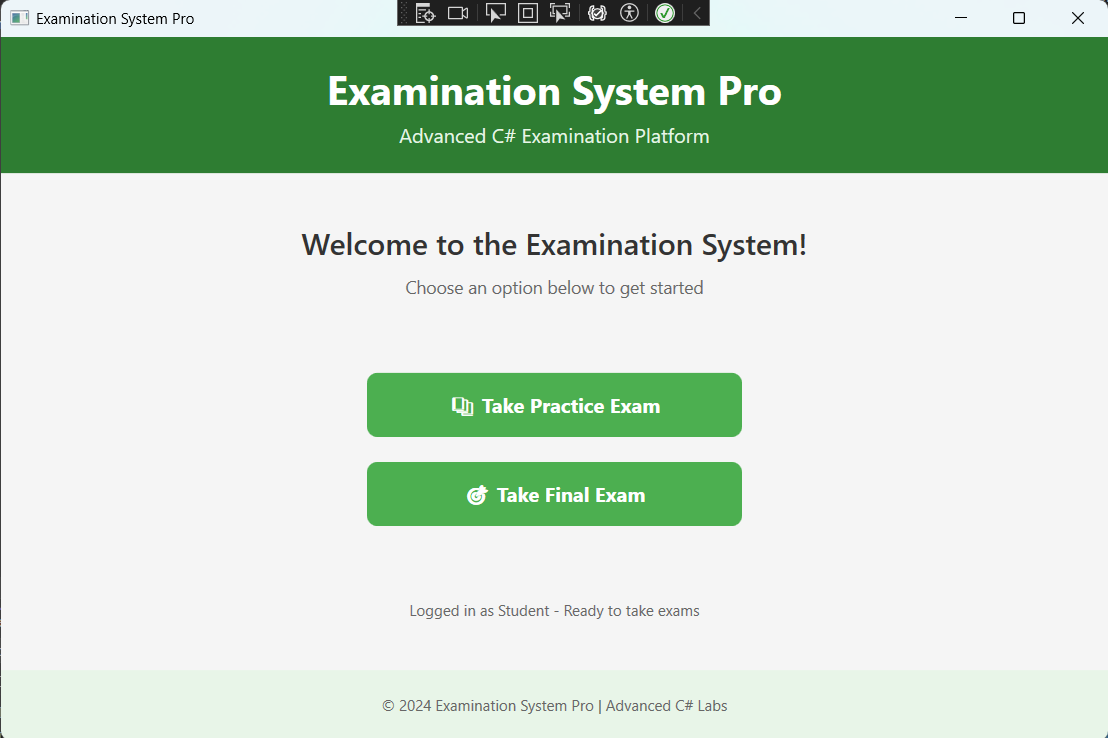 Examination System Pro
Examination System Pro
Advanced C# Examination Platform
Welcome to the Examination System!
Choose an option below to get started
Take Practice Exam
Take Final Exam
Logged in as Student - Ready to take exams
© 2024 Examination System Pro | Advanced C# Labs